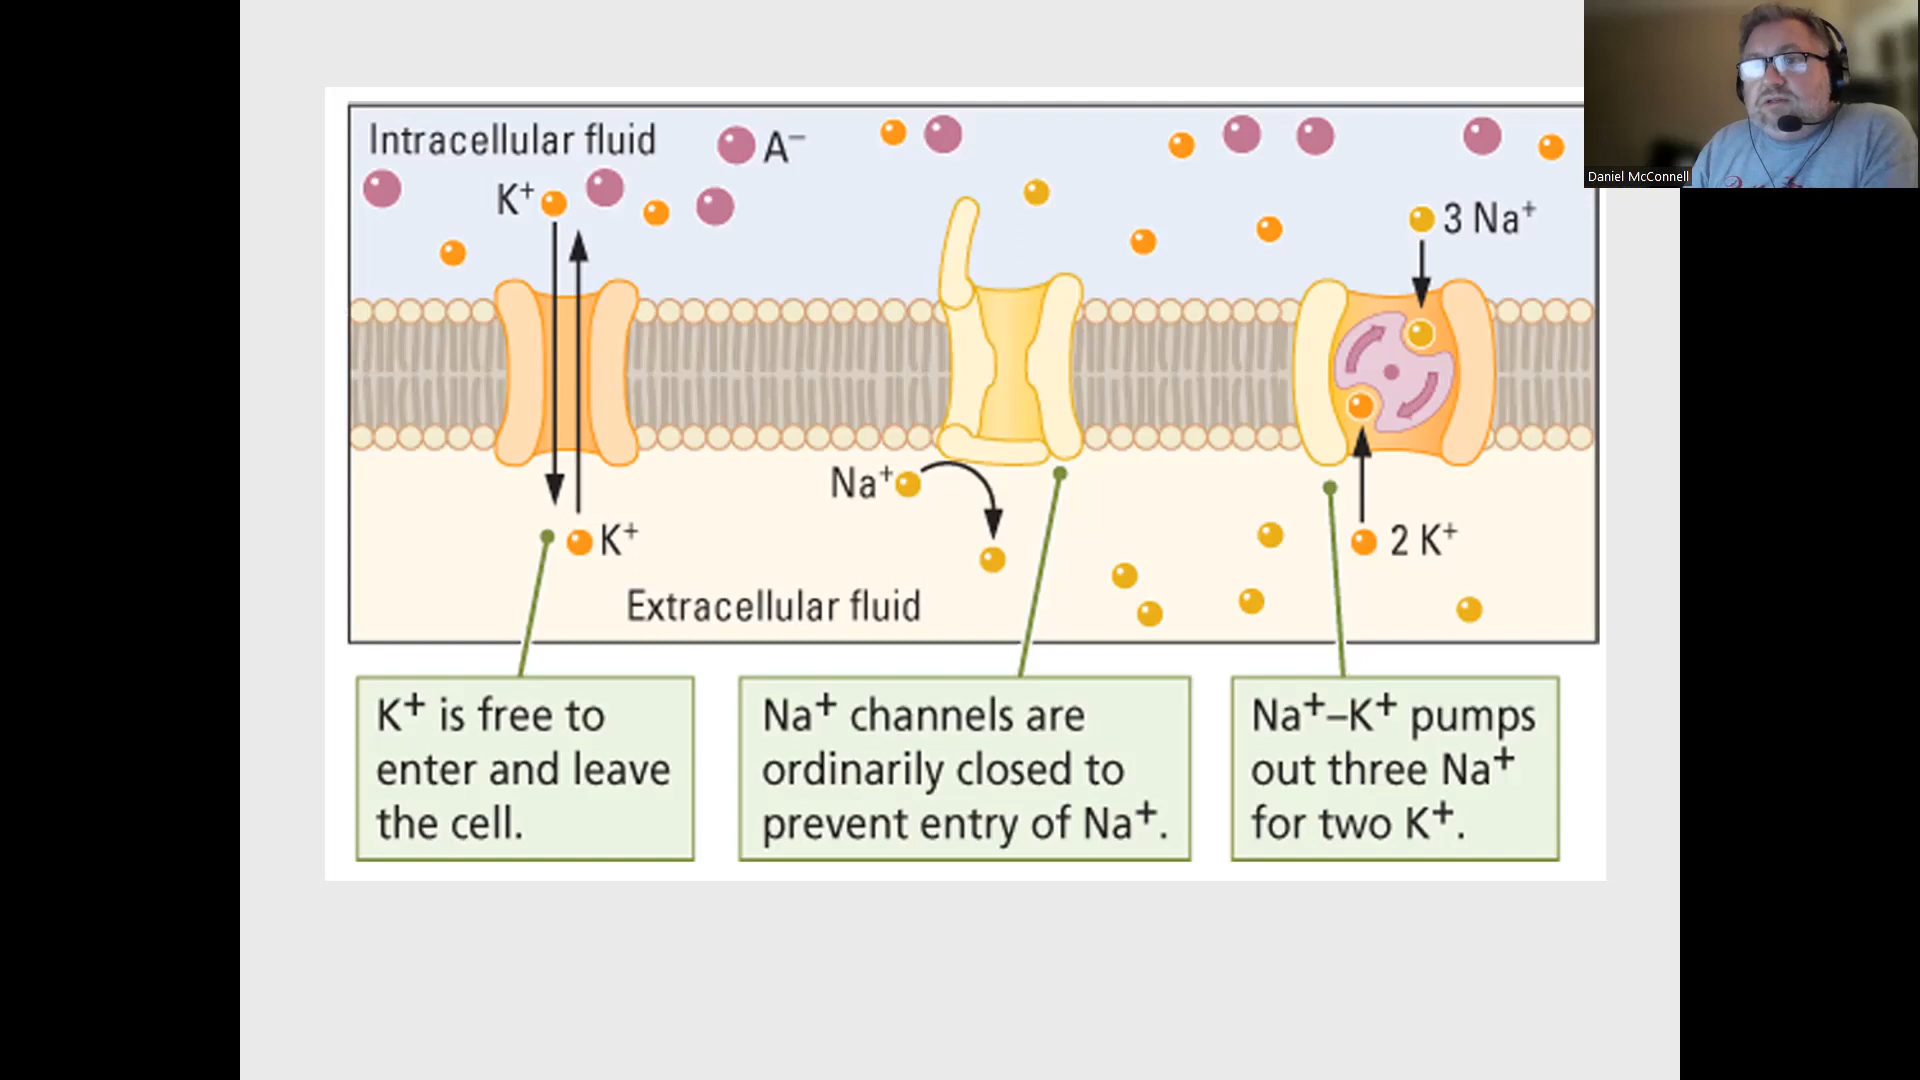 Intracellular fluid
A⁻
K⁺
3 Na⁺
Na⁺
K⁺
2 K⁺
Extracellular fluid
K⁺ is free to
enter and leave
the cell.
Na⁺ channels are
ordinarily closed to
prevent entry of Na⁺.
Na⁺–K⁺ pumps
out three Na⁺
for two K⁺.
Daniel McConnell